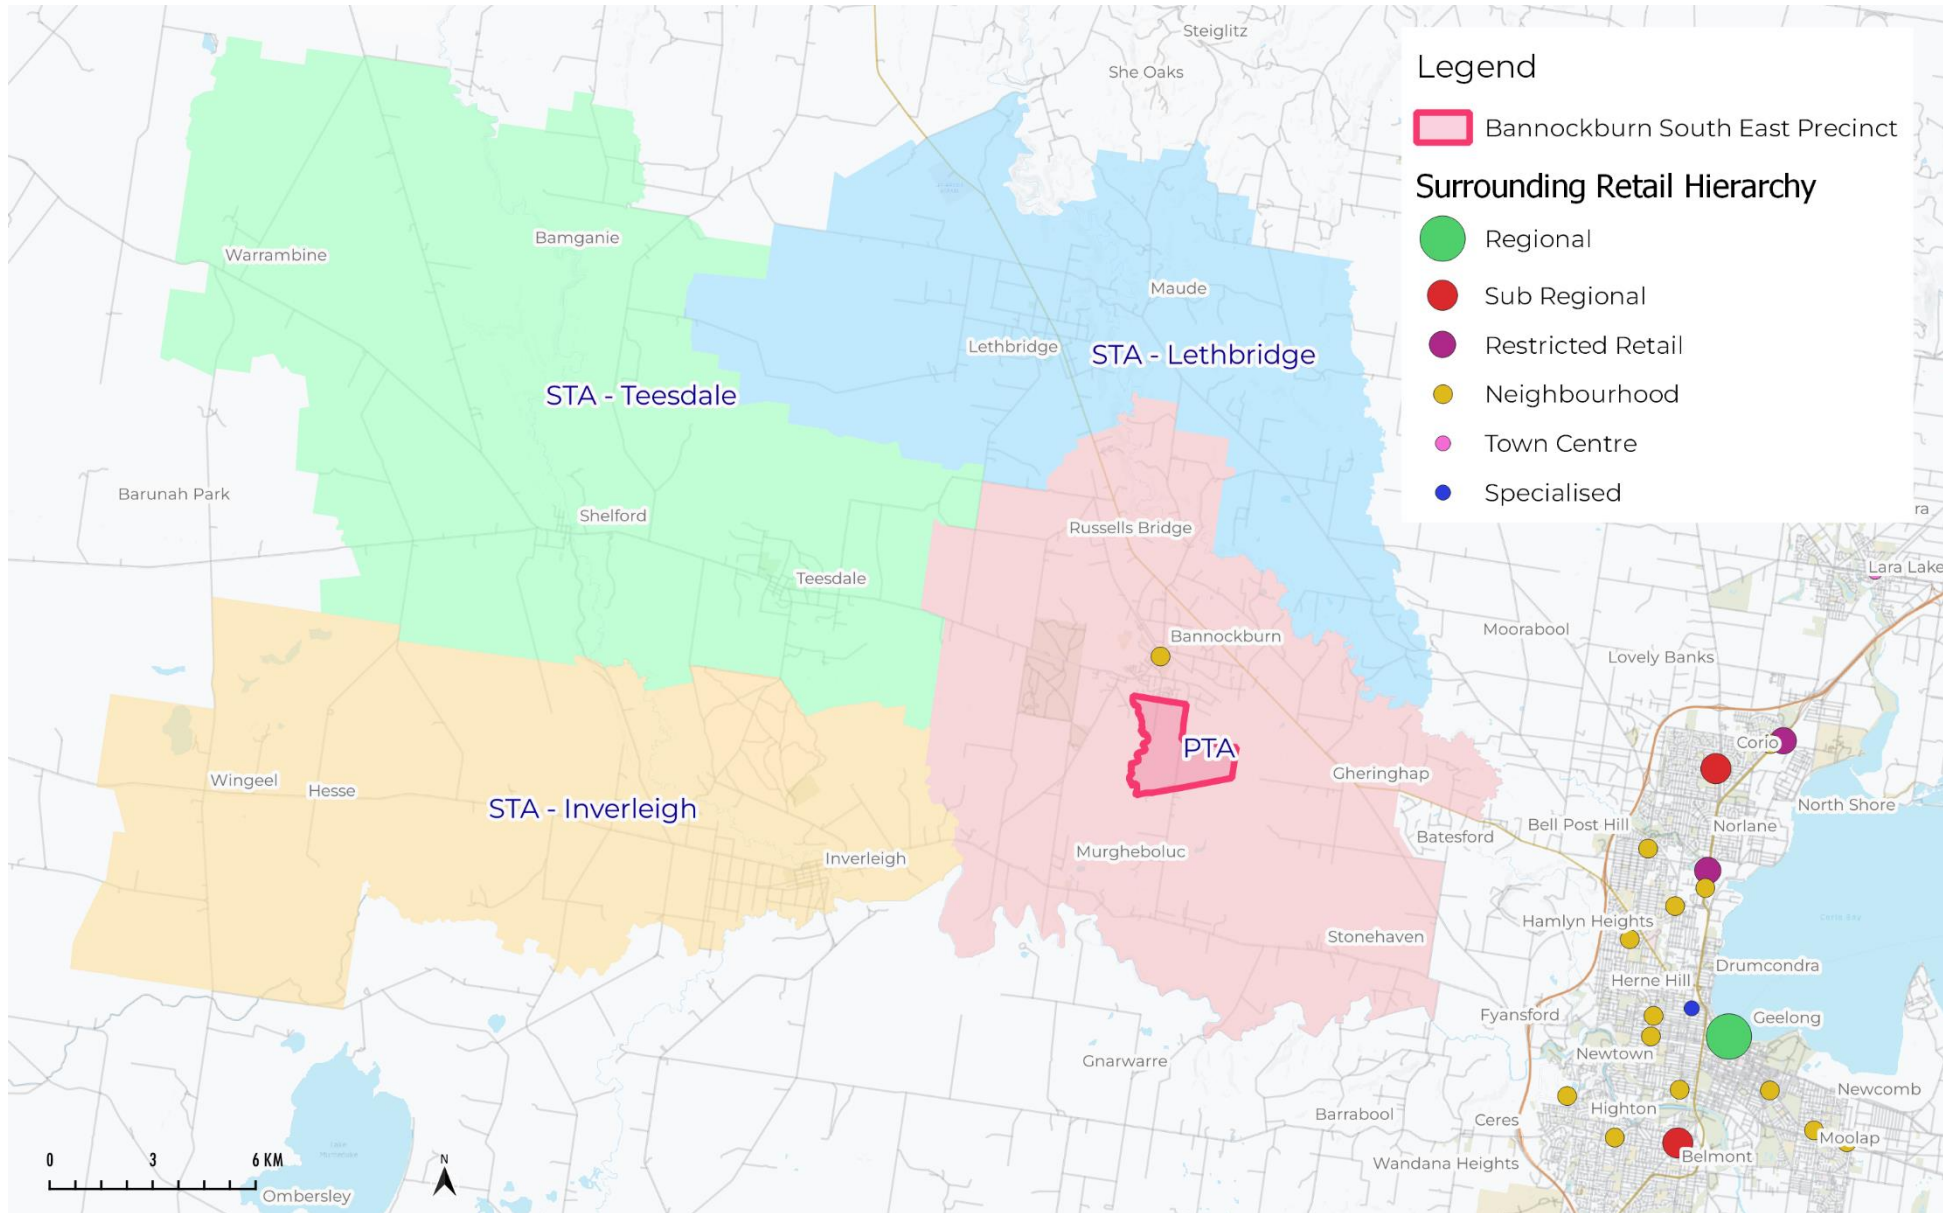 Steiglitz
She Oaks
Legend
Bannockburn South East Precinct
Surrounding Retail Hierarchy
Regional
Sub Regional
Restricted Retail
Neighbourhood
Town Centre
Specialised
Bamganie
Warrambine
Maude
Lethbridge
STA - Lethbridge
STA - Teesdale
Barunah Park
Shelford
Russells Bridge
ra
Lara Lake
Teesdale
Moorabool
Bannockburn
Lovely Banks
PTA
Corio
Gheringhap
Wingeel
Hesse
STA - Inverleigh
North Shore
Bell Post Hill
Norlane
Batesford
Murgheboluc
Inverleigh
Hamlyn Heights
Stonehaven
Drumcondra
Herne Hill
Fyansford
Geelong
Newtown
Gnarwarre
Newcomb
Highton
Barrabool
Ceres
Moolap
Belmont
Wandana Heights
0 3 6 KM
N
Ombersley